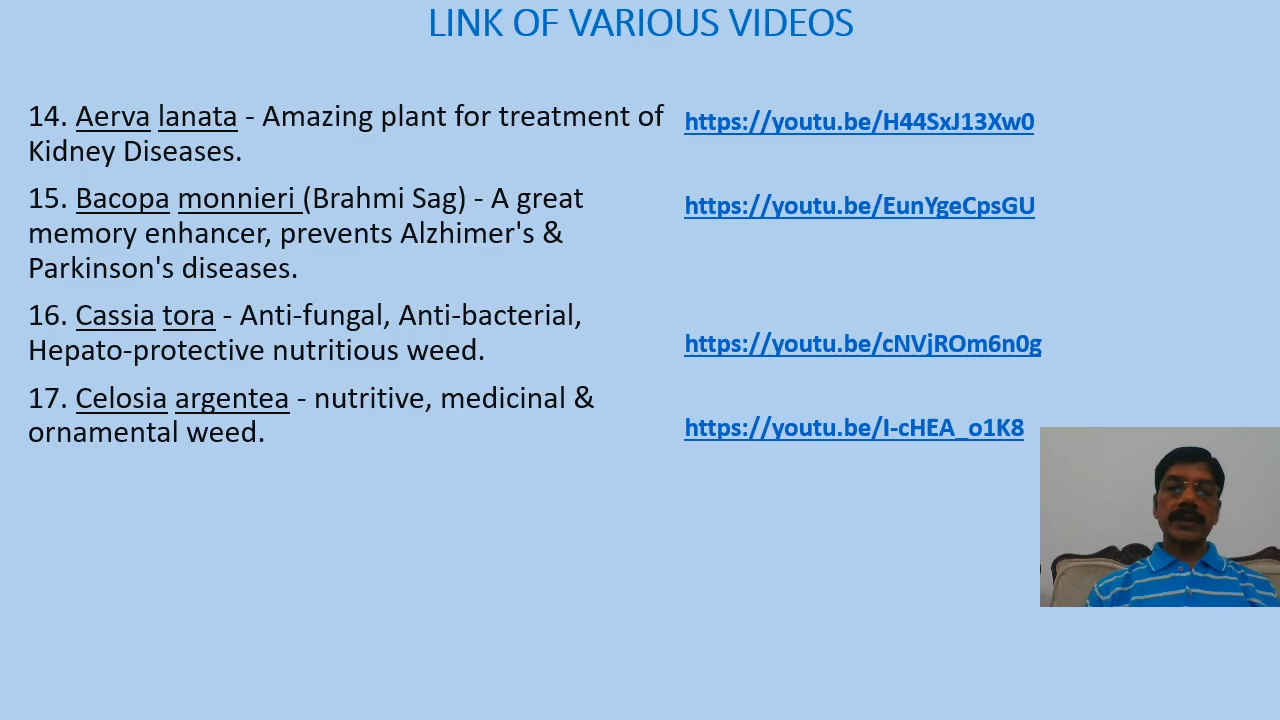 LINK OF VARIOUS VIDEOS
14. Aerva lanata - Amazing plant for treatment of
Kidney Diseases.
https://youtu.be/H44SxJ13Xw0
15. Bacopa monnieri (Brahmi Sag) - A great
memory enhancer, prevents Alzhimer's &
Parkinson's diseases.
https://youtu.be/EunYgeCpsGU
16. Cassia tora - Anti-fungal, Anti-bacterial,
Hepato-protective nutritious weed.
https://youtu.be/cNVjROm6n0g
17. Celosia argentea - nutritive, medicinal &
ornamental weed.
https://youtu.be/I-cHEA_o1K8